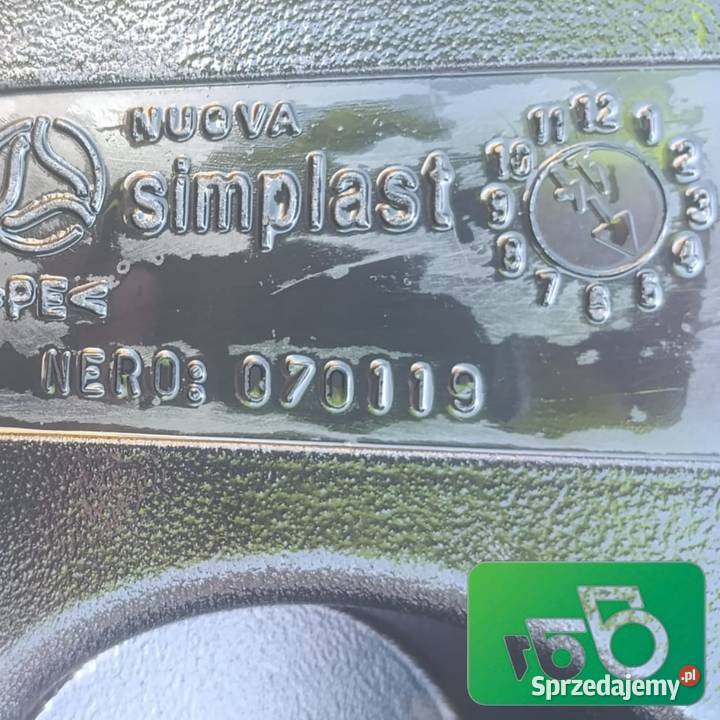 NUOVA
simplast
11 12 1
10 2
9 3
8 4
7 6 5
>PE<
NERO: 070119
Sprzedajemy.pl